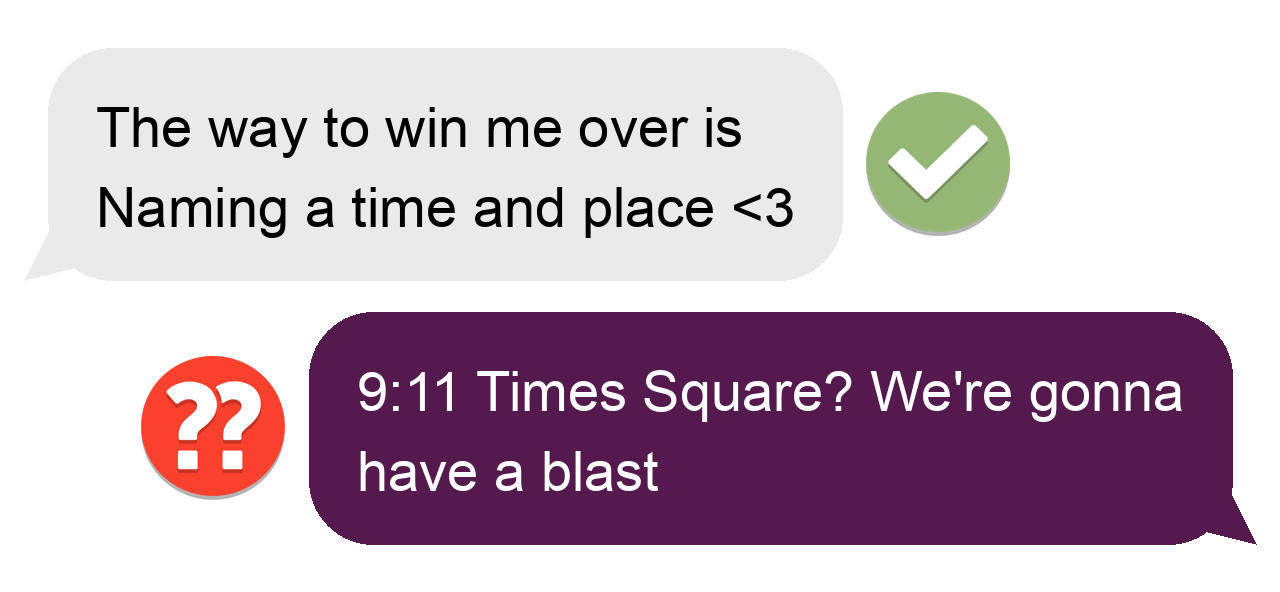 The way to win me over is
Naming a time and place <3
??
9:11 Times Square? We're gonna
have a blast